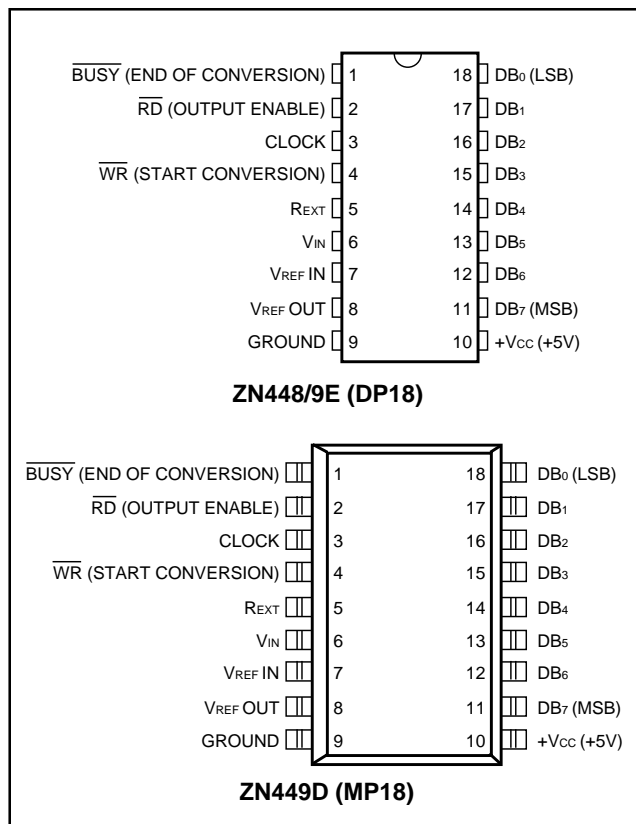 BUSY (END OF CONVERSION) 1 18 DB0 (LSB)
RD (OUTPUT ENABLE) 2 17 DB1
CLOCK 3 16 DB2
WR (START CONVERSION) 4 15 DB3
REXT 5 14 DB4
VIN 6 13 DB5
VREF IN 7 12 DB6
VREF OUT 8 11 DB7 (MSB)
GROUND 9 10 +VCC (+5V)
ZN448/9E (DP18)
BUSY (END OF CONVERSION) 1 18 DB0 (LSB)
RD (OUTPUT ENABLE) 2 17 DB1
CLOCK 3 16 DB2
WR (START CONVERSION) 4 15 DB3
REXT 5 14 DB4
VIN 6 13 DB5
VREF IN 7 12 DB6
VREF OUT 8 11 DB7 (MSB)
GROUND 9 10 +VCC (+5V)
ZN449D (MP18)